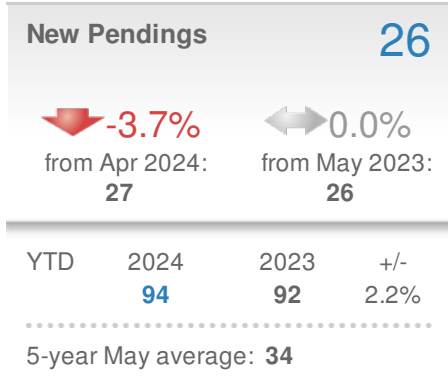 New Pendings 26
-3.7% 0.0%
from Apr 2024: from May 2023:
27 26
YTD 2024 2023 +/-
94 92 2.2%
5-year May average: 34